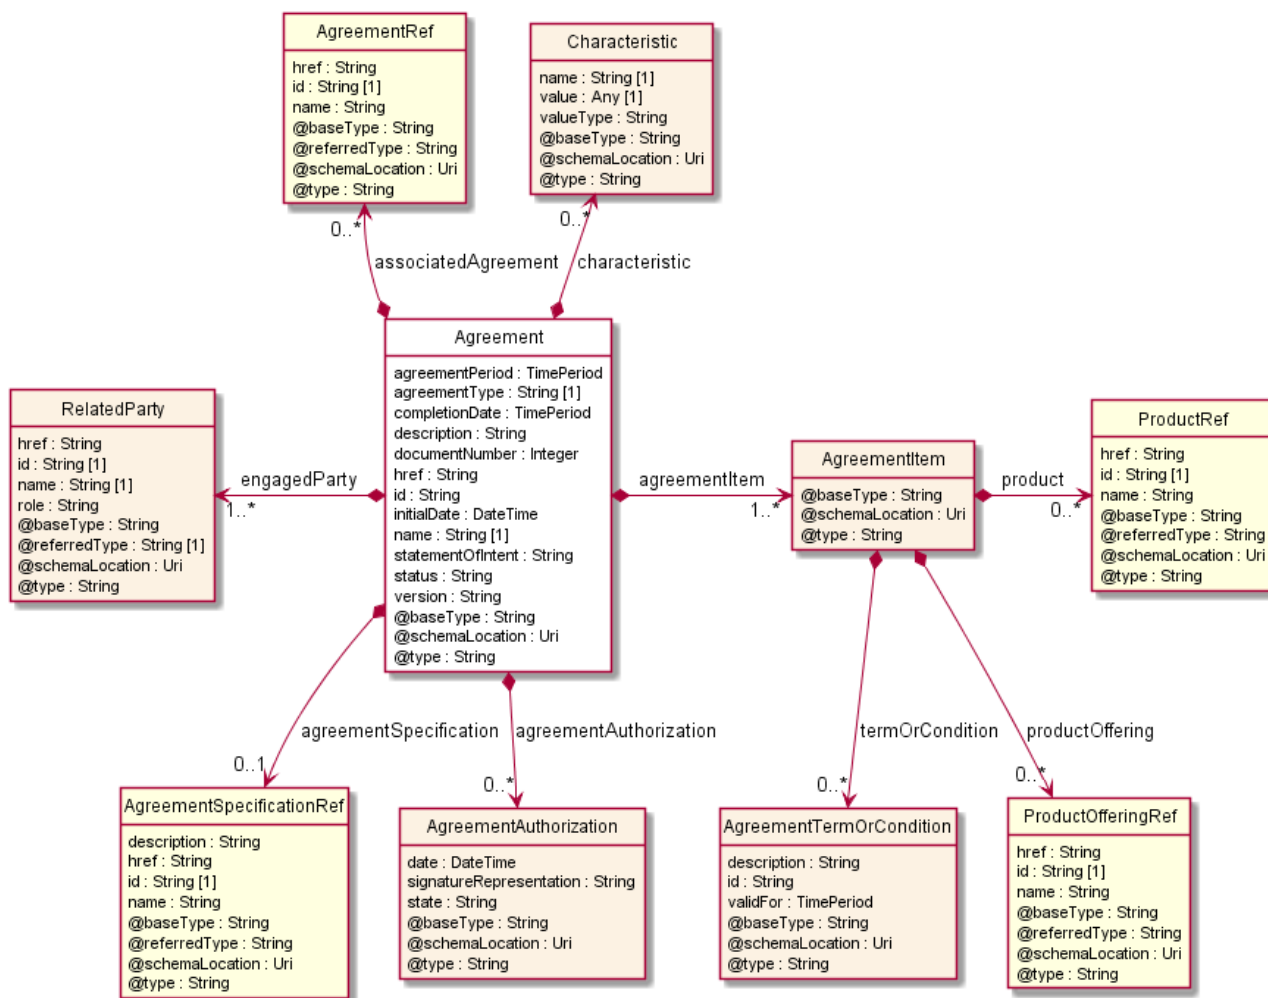 AgreementRef
href : String
id : String [1]
name : String
@baseType : String
@referredType : String
@schemaLocation : Uri
@type : String
Characteristic
name : String [1]
value : Any [1]
valueType : String
@baseType : String
@schemaLocation : Uri
@type : String
0..*
0..*
associatedAgreement
characteristic
Agreement
agreementPeriod : TimePeriod
agreementType : String [1]
completionDate : TimePeriod
description : String
documentNumber : Integer
href : String
id : String
initialDate : DateTime
name : String [1]
statementOfIntent : String
status : String
version : String
@baseType : String
@schemaLocation : Uri
@type : String
RelatedParty
href : String
id : String [1]
name : String [1]
role : String
@baseType : String
@referredType : String [1]
@schemaLocation : Uri
@type : String
engagedParty
1..*
agreementItem
1..*
AgreementItem
@baseType : String
@schemaLocation : Uri
@type : String
product
0..*
ProductRef
href : String
id : String [1]
name : String
@baseType : String
@referredType : String
@schemaLocation : Uri
@type : String
agreementSpecification
0..1
agreementAuthorization
0..*
termOrCondition
0..*
productOffering
0..*
AgreementSpecificationRef
description : String
href : String
id : String [1]
name : String
@baseType : String
@referredType : String
@schemaLocation : Uri
@type : String
AgreementAuthorization
date : DateTime
signatureRepresentation : String
state : String
@baseType : String
@schemaLocation : Uri
@type : String
AgreementTermOrCondition
description : String
id : String
validFor : TimePeriod
@baseType : String
@schemaLocation : Uri
@type : String
ProductOfferingRef
href : String
id : String [1]
name : String
@baseType : String
@referredType : String
@schemaLocation : Uri
@type : String